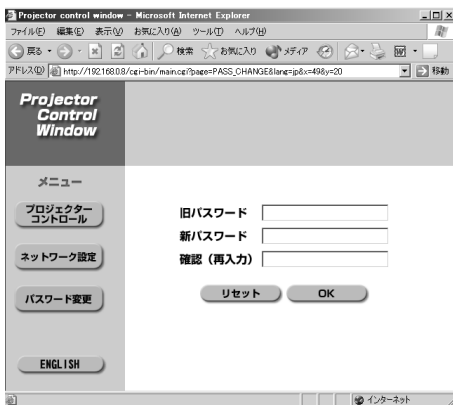 Projector control window - Microsoft Internet Explorer
ファイル(F) 編集(E) 表示(V) お気に入り(A) ツール(T) ヘルプ(H)
戻る 検索 お気に入り メディア
アドレス(D) http://192.168.0.8/cgi-bin/main.cgi?page=PASS_CHANGE&lang=jp&x=49&y=20 移動
Projector
Control
Window
メニュー
プロジェクター
コントロール
ネットワーク設定
パスワード変更
ENGLISH
旧パスワード
新パスワード
確認（再入力）
リセット OK
インターネット